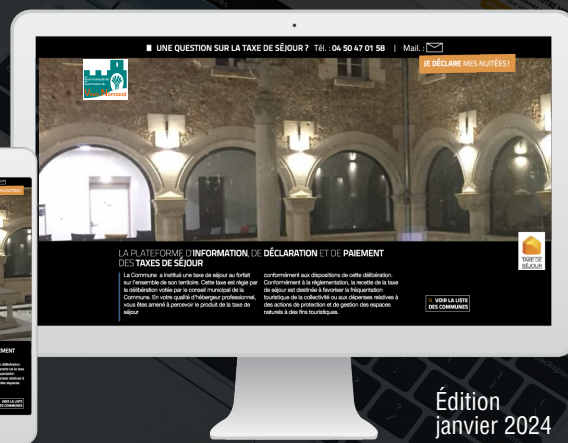 UNE QUESTION SUR LA TAXE DE SÉJOUR ? Tél. : 04 50 47 01 58 | Mail. :
JE DÉCLARE MES NUITÉES !
Normand
LA PLATEFORME D'INFORMATION, DE DÉCLARATION ET DE PAIEMENT
DES TAXES DE SÉJOUR
La Commune a institué une taxe de séjour au forfait
sur l'ensemble de son territoire. Cette taxe est régie par
la délibération votée par le conseil municipal de la
Commune. En votre qualité d'hébergeur professionnel,
vous êtes amené à percevoir le produit de la taxe de
séjour
conformément aux dispositions de cette délibération.
Conformément à la réglementation, la recette de la taxe
de séjour est destinée à favoriser la fréquentation
touristique de la collectivité ou aux dépenses relatives à
des actions de protection et de gestion des espaces
naturels à des fins touristiques.
TAXE DE
SÉJOUR
VOIR LA LISTE
DES COMMUNES
Édition
janvier 2024